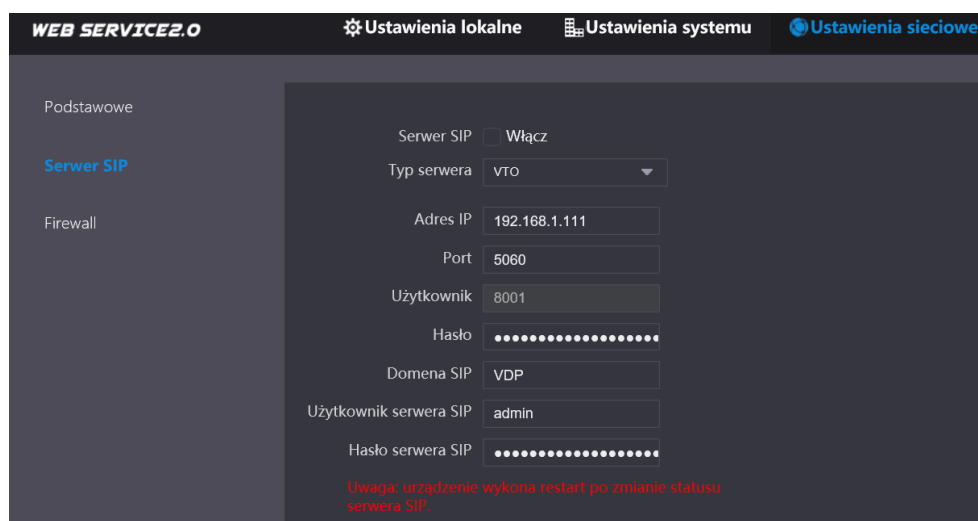 WEB SERVICE2.0 Ustawienia lokalne Ustawienia systemu Ustawienia sieciowe
Podstawowe
Serwer SIP
Firewall
Serwer SIP Włącz
Typ serwera VTO
Adres IP 192.168.1.111
Port 5060
Użytkownik 8001
Hasło ●●●●●●●●●●●●●●●●●●●
Domena SIP VDP
Użytkownik serwera SIP admin
Hasło serwera SIP ●●●●●●●●●●●●●●●●●●●
Uwaga: urządzenie wykona restart po zmianie statusu
serwera SIP.